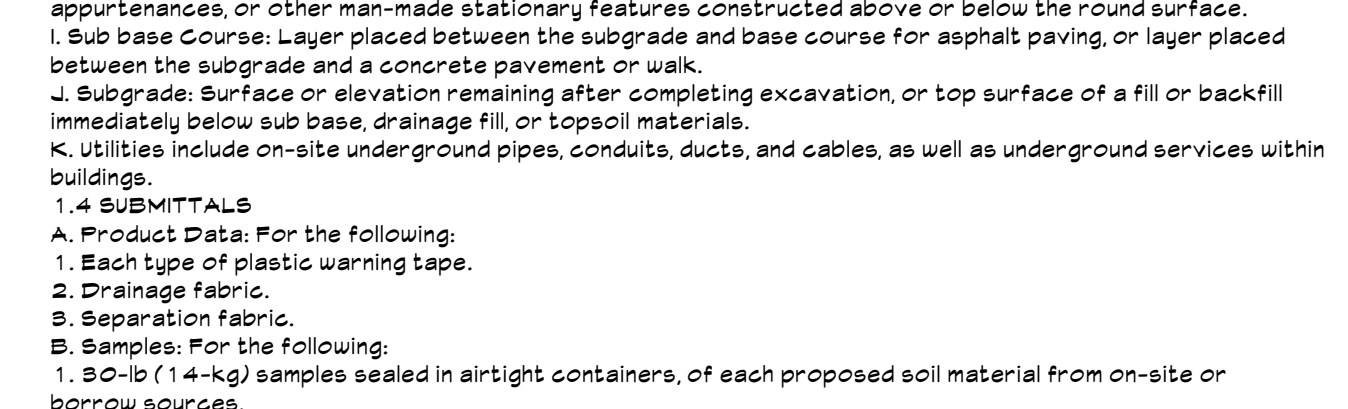 appurtenances, or other man-made stationary features constructed above or below the round surface.
I. Sub base Course: Layer placed between the subgrade and base course for asphalt paving, or layer placed
between the subgrade and a concrete pavement or walk.
J. Subgrade: Surface or elevation remaining after completing excavation, or top surface of a fill or backfill
immediately below sub base, drainage fill, or topsoil materials.
K. Utilities include on-site underground pipes, conduits, ducts, and cables, as well as underground services within
buildings.
1.4 SUBMITTALS
A. Product Data: For the following:
1. Each type of plastic warning tape.
2. Drainage fabric.
3. Separation fabric.
B. Samples: For the following:
1. 30-lb (14-kg) samples sealed in airtight containers, of each proposed soil material from on-site or
borrow sources.